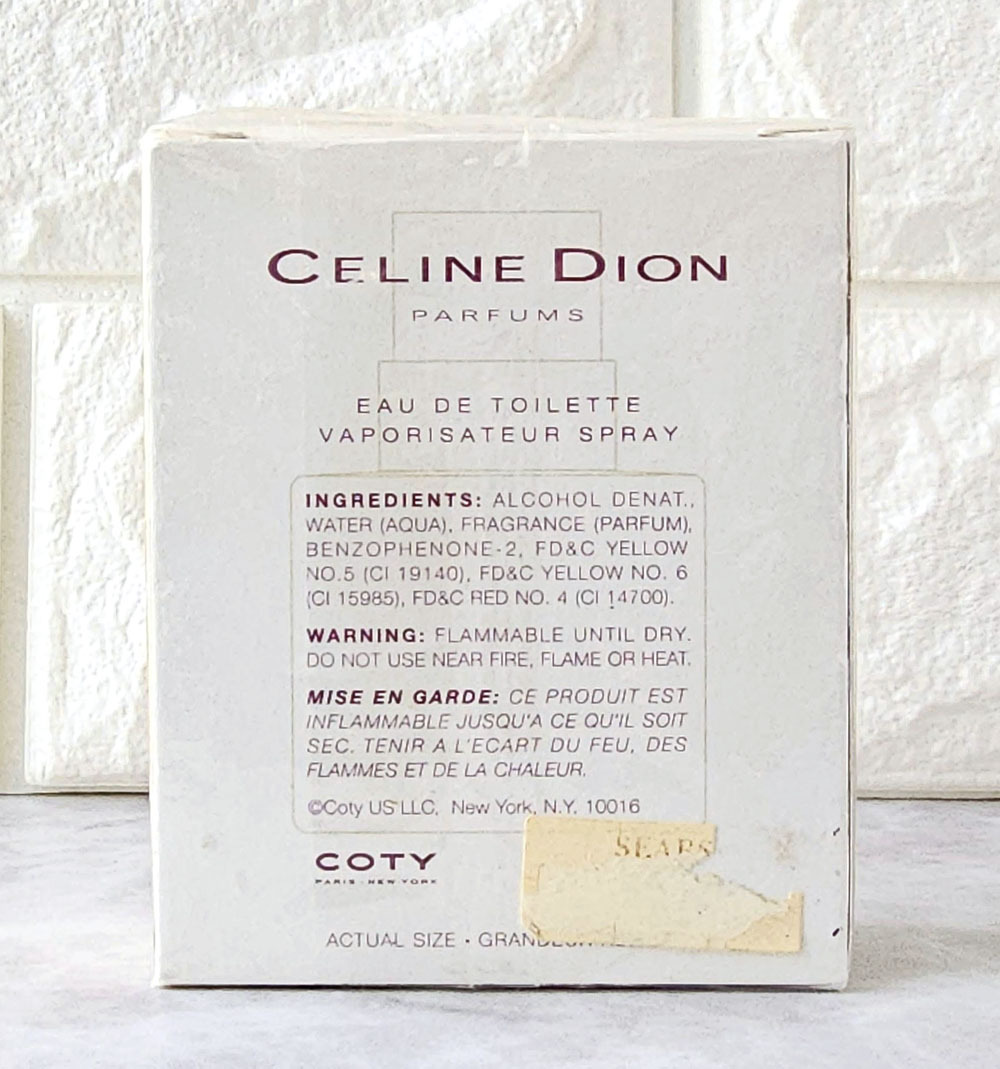 CELINE DION
PARFUMS
EAU DE TOILETTE
VAPORISATEUR SPRAY
INGREDIENTS: ALCOHOL DENAT.,
WATER (AQUA), FRAGRANCE (PARFUM),
BENZOPHENONE-2, FD&C YELLOW
NO.5 (CI 19140), FD&C YELLOW NO. 6
(CI 15985), FD&C RED NO. 4 (CI 14700).
WARNING: FLAMMABLE UNTIL DRY.
DO NOT USE NEAR FIRE, FLAME OR HEAT.
MISE EN GARDE: CE PRODUIT EST
INFLAMMABLE JUSQU'A CE QU'IL SOIT
SEC. TENIR A L'ECART DU FEU, DES
FLAMMES ET DE LA CHALEUR.
©Coty US LLC, New York, N.Y. 10016
SEARS
COTY
PARIS - NEW YORK
ACTUAL SIZE · GRANDEUR